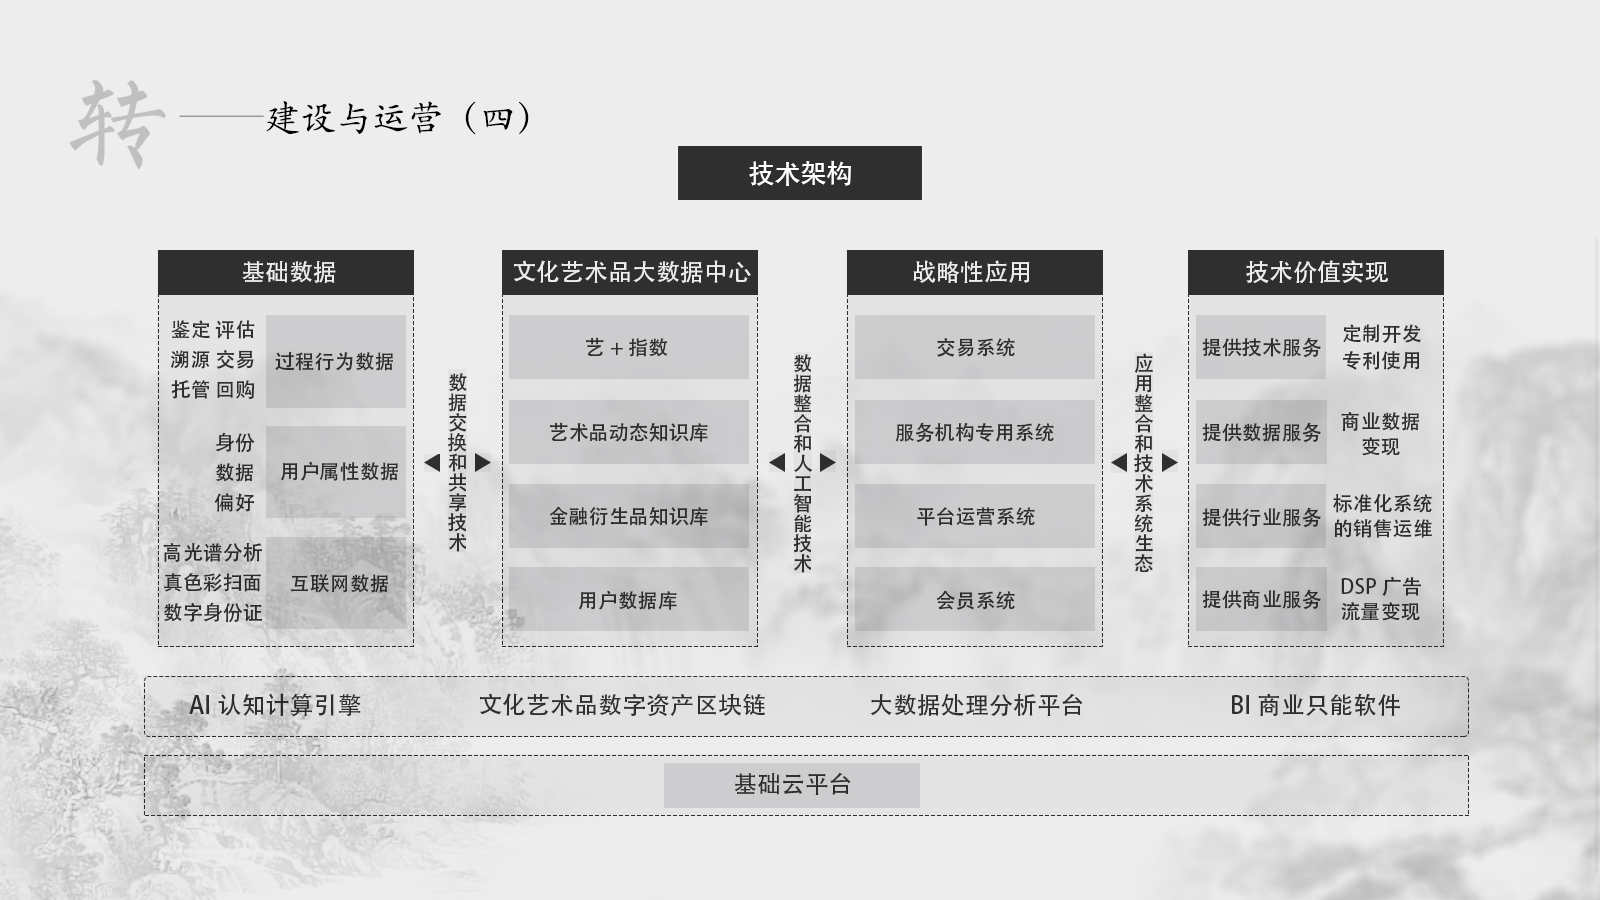 转
建设与运营（四）
技术架构
基础数据
鉴定 评估
溯源 交易
托管 回购
过程行为数据
身份
数据
偏好
用户属性数据
高光谱分析
真色彩扫面
数字身份证
互联网数据
数据交换和共享技术
文化艺术品大数据中心
艺＋指数
艺术品动态知识库
金融衍生品知识库
用户数据库
数据整合和人工智能技术
战略性应用
交易系统
服务机构专用系统
平台运营系统
会员系统
应用整合和技术系统生态
技术价值实现
提供技术服务
定制开发
专利使用
提供数据服务
商业数据
变现
提供行业服务
标准化系统
的销售运维
提供商业服务
DSP 广告
流量变现
AI 认知计算引擎
文化艺术品数字资产区块链
大数据处理分析平台
BI 商业只能软件
基础云平台